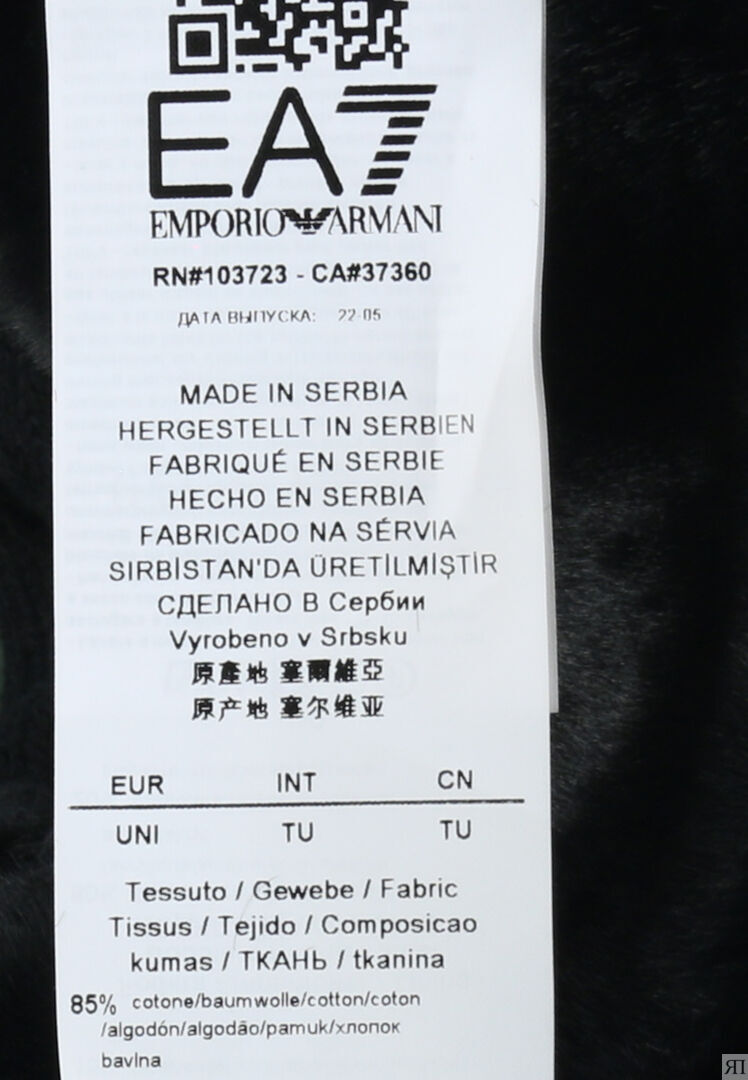 EA7
EMPORIO ARMANI
RN#103723 - CA#37360
ДАТА ВЫПУСКА: 22-05
MADE IN SERBIA
HERGESTELLT IN SERBIEN
FABRIQUÉ EN SERBIE
HECHO EN SERBIA
FABRICADO NA SÉRVIA
SIRBİSTAN'DA ÜRETİLMİŞTİR
СДЕЛАНО В Сербии
Vyrobeno v Srbsku
原產地 塞爾維亞
原产地 塞尔维亚
EUR INT CN
UNI TU TU
Tessuto / Gewebe / Fabric
Tissus / Tejido / Composicao
kumas / ТКАНЬ / tkanina
85% cotone/baumwolle/cotton/coton
/algodón/algodão/pamuk/хлопок
bavlna
ЯП